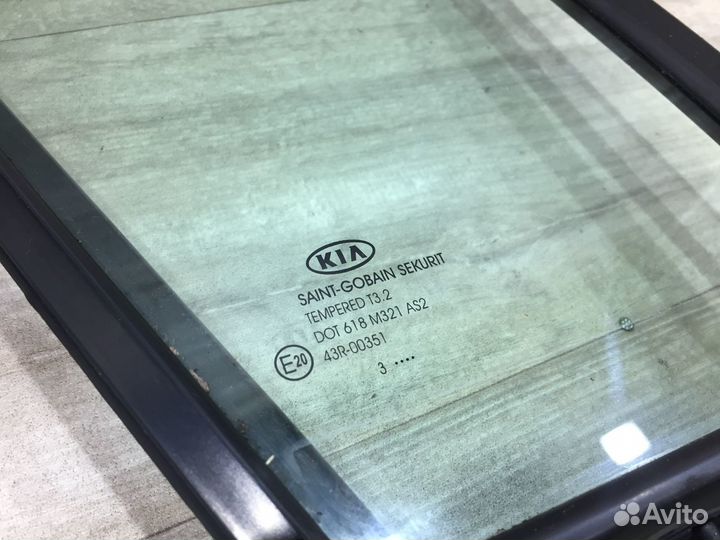 KIA
SAINT-GOBAIN SEKURIT
TEMPERED T3.2
DOT 618 M321 AS2
E20 43R-00351
3 ....
Avito